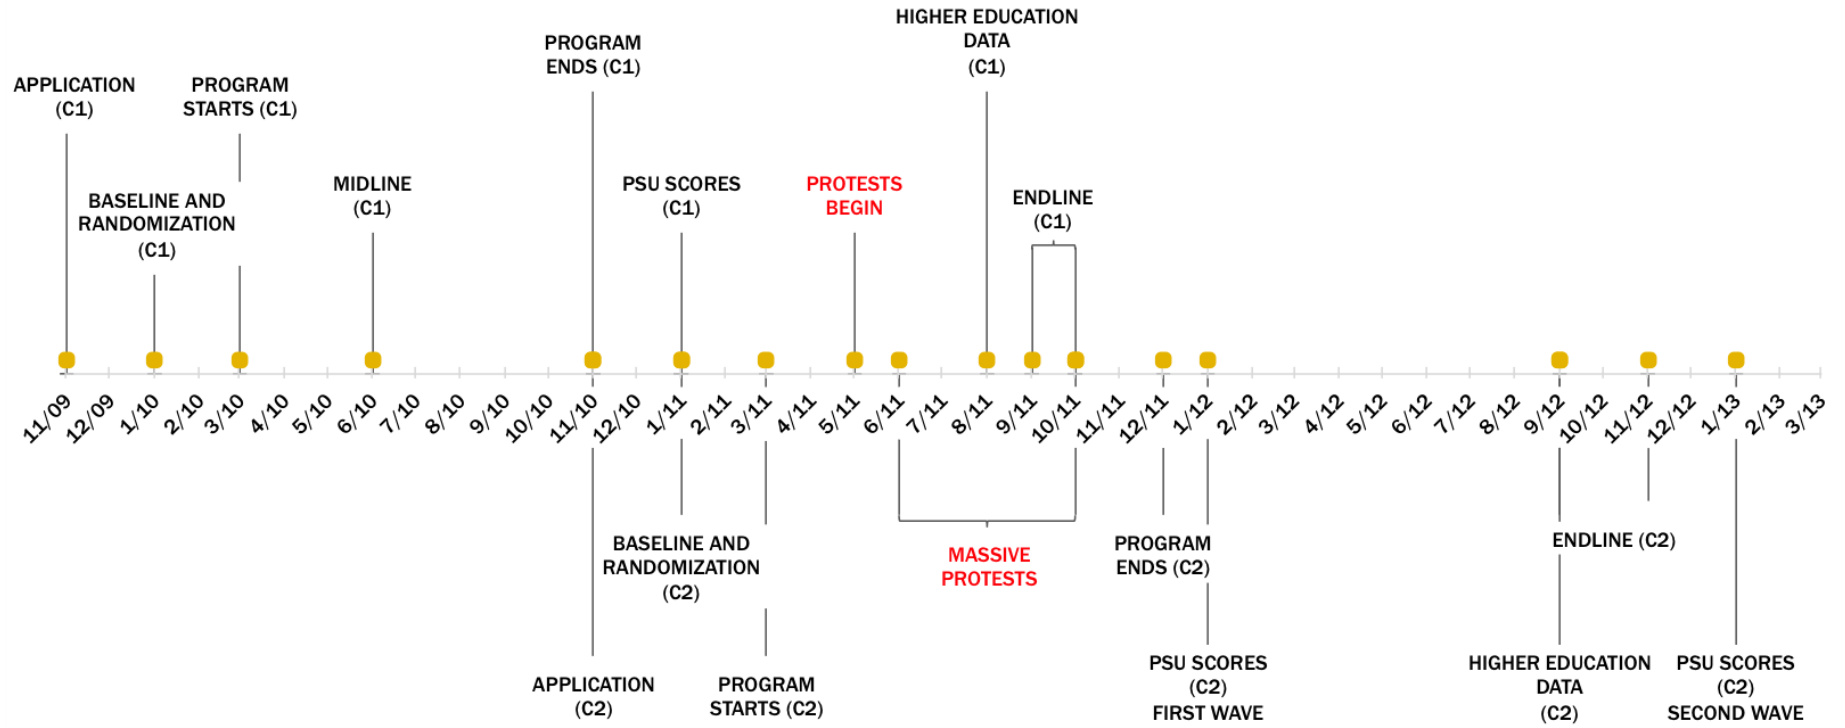 APPLICATION
(C1)
BASELINE AND
RANDOMIZATION
(C1)
PROGRAM
STARTS (C1)
MIDLINE
(C1)
PROGRAM
ENDS (C1)
PSU SCORES
(C1)
PROTESTS
BEGIN
HIGHER EDUCATION
DATA
(C1)
ENDLINE
(C1)
11/09
12/09
1/10
2/10
3/10
4/10
5/10
6/10
7/10
8/10
9/10
10/10
11/10
12/10
1/11
2/11
3/11
4/11
5/11
6/11
7/11
8/11
9/11
10/11
11/11
12/11
1/12
2/12
3/12
4/12
5/12
6/12
7/12
8/12
9/12
10/12
11/12
12/12
1/13
2/13
3/13
APPLICATION
(C2)
BASELINE AND
RANDOMIZATION
(C2)
PROGRAM
STARTS (C2)
MASSIVE
PROTESTS
PROGRAM
ENDS (C2)
PSU SCORES
(C2)
FIRST WAVE
HIGHER EDUCATION
DATA
(C2)
ENDLINE (C2)
PSU SCORES
(C2)
SECOND WAVE